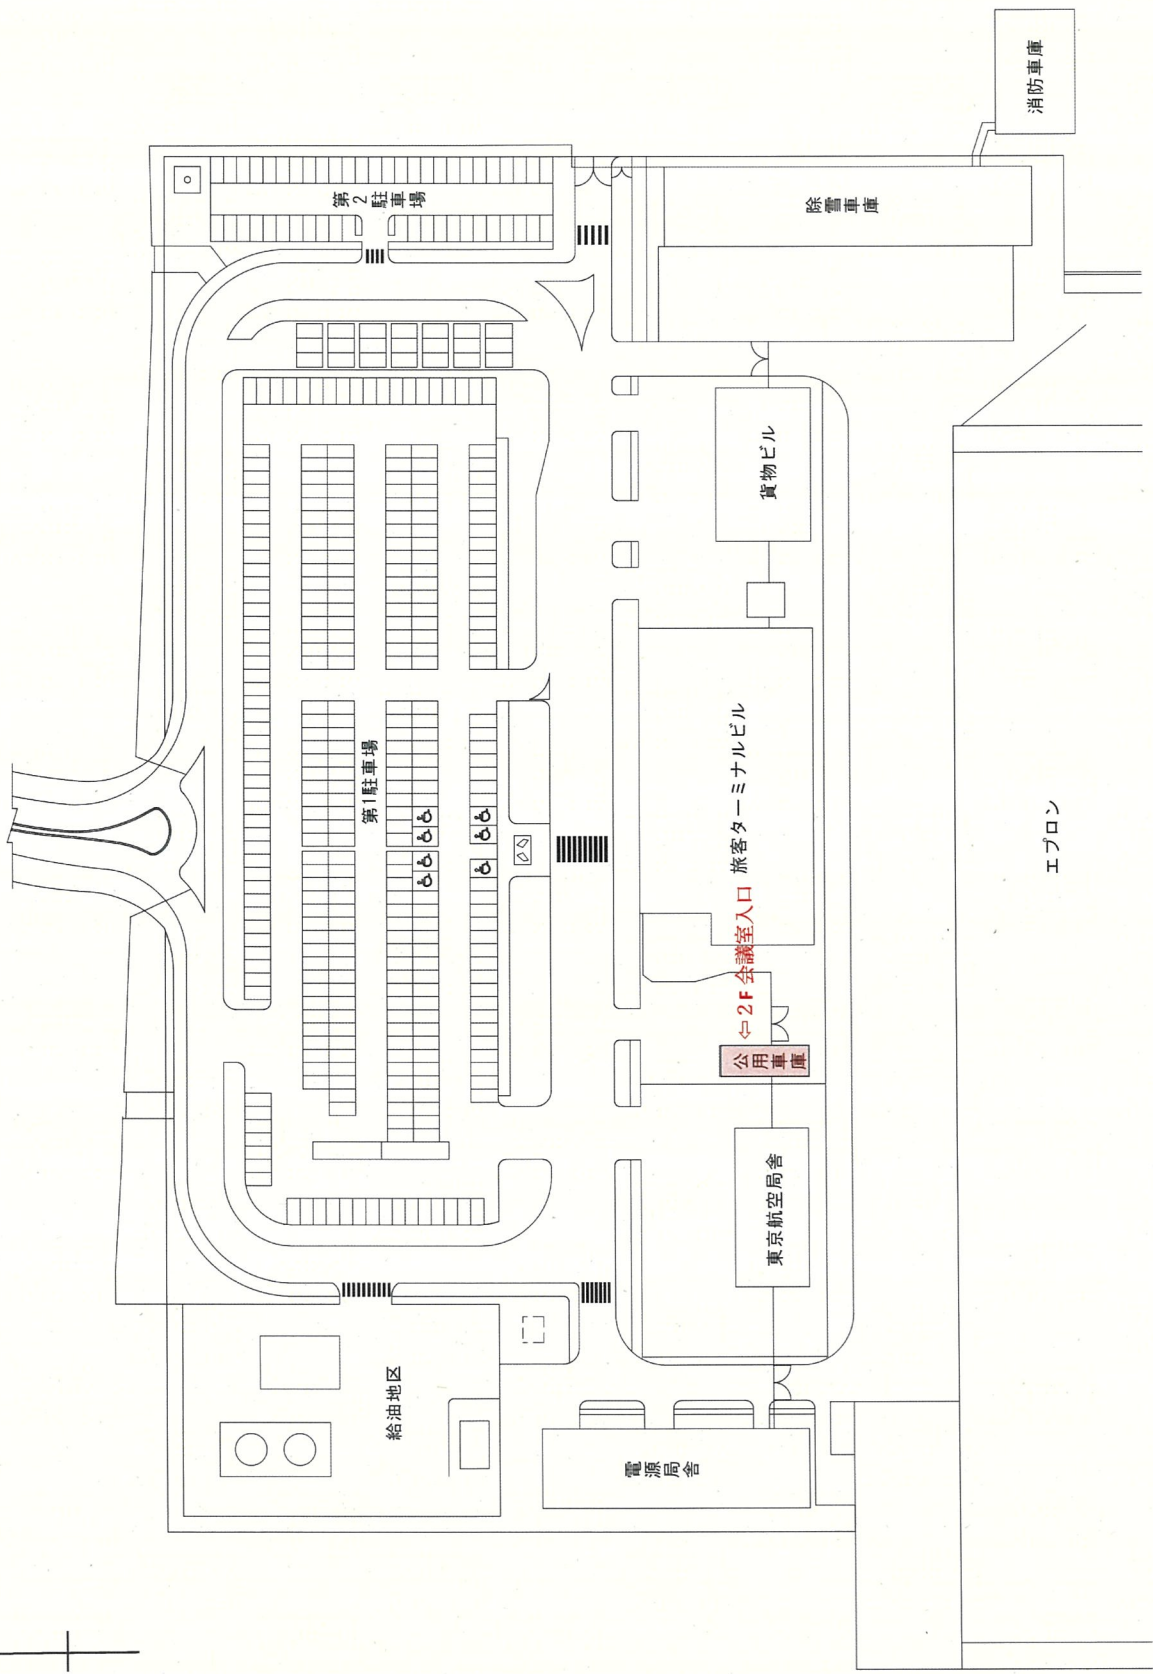 消防車庫
第2駐車場
除雪車庫
貨物ビル
第1駐車場
旅客ターミナルビル
エプロン
⇦2F 会議室入口
公用車庫
東京航空局舎
給油地区
電源局舎